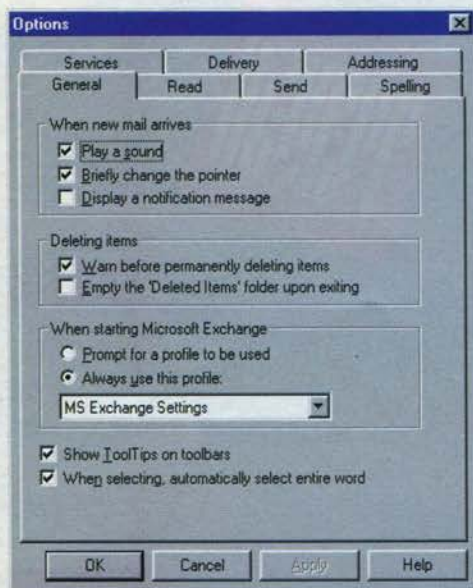 Options
Services Delivery Addressing
General Read Send Spelling
When new mail arrives
Play a sound
Briefly change the pointer
Display a notification message
Deleting items
Warn before permanently deleting items
Empty the 'Deleted Items' folder upon exiting
When starting Microsoft Exchange
Prompt for a profile to be used
Always use this profile:
MS Exchange Settings
Show ToolTips on toolbars
When selecting, automatically select entire word
OK Cancel Apply Help